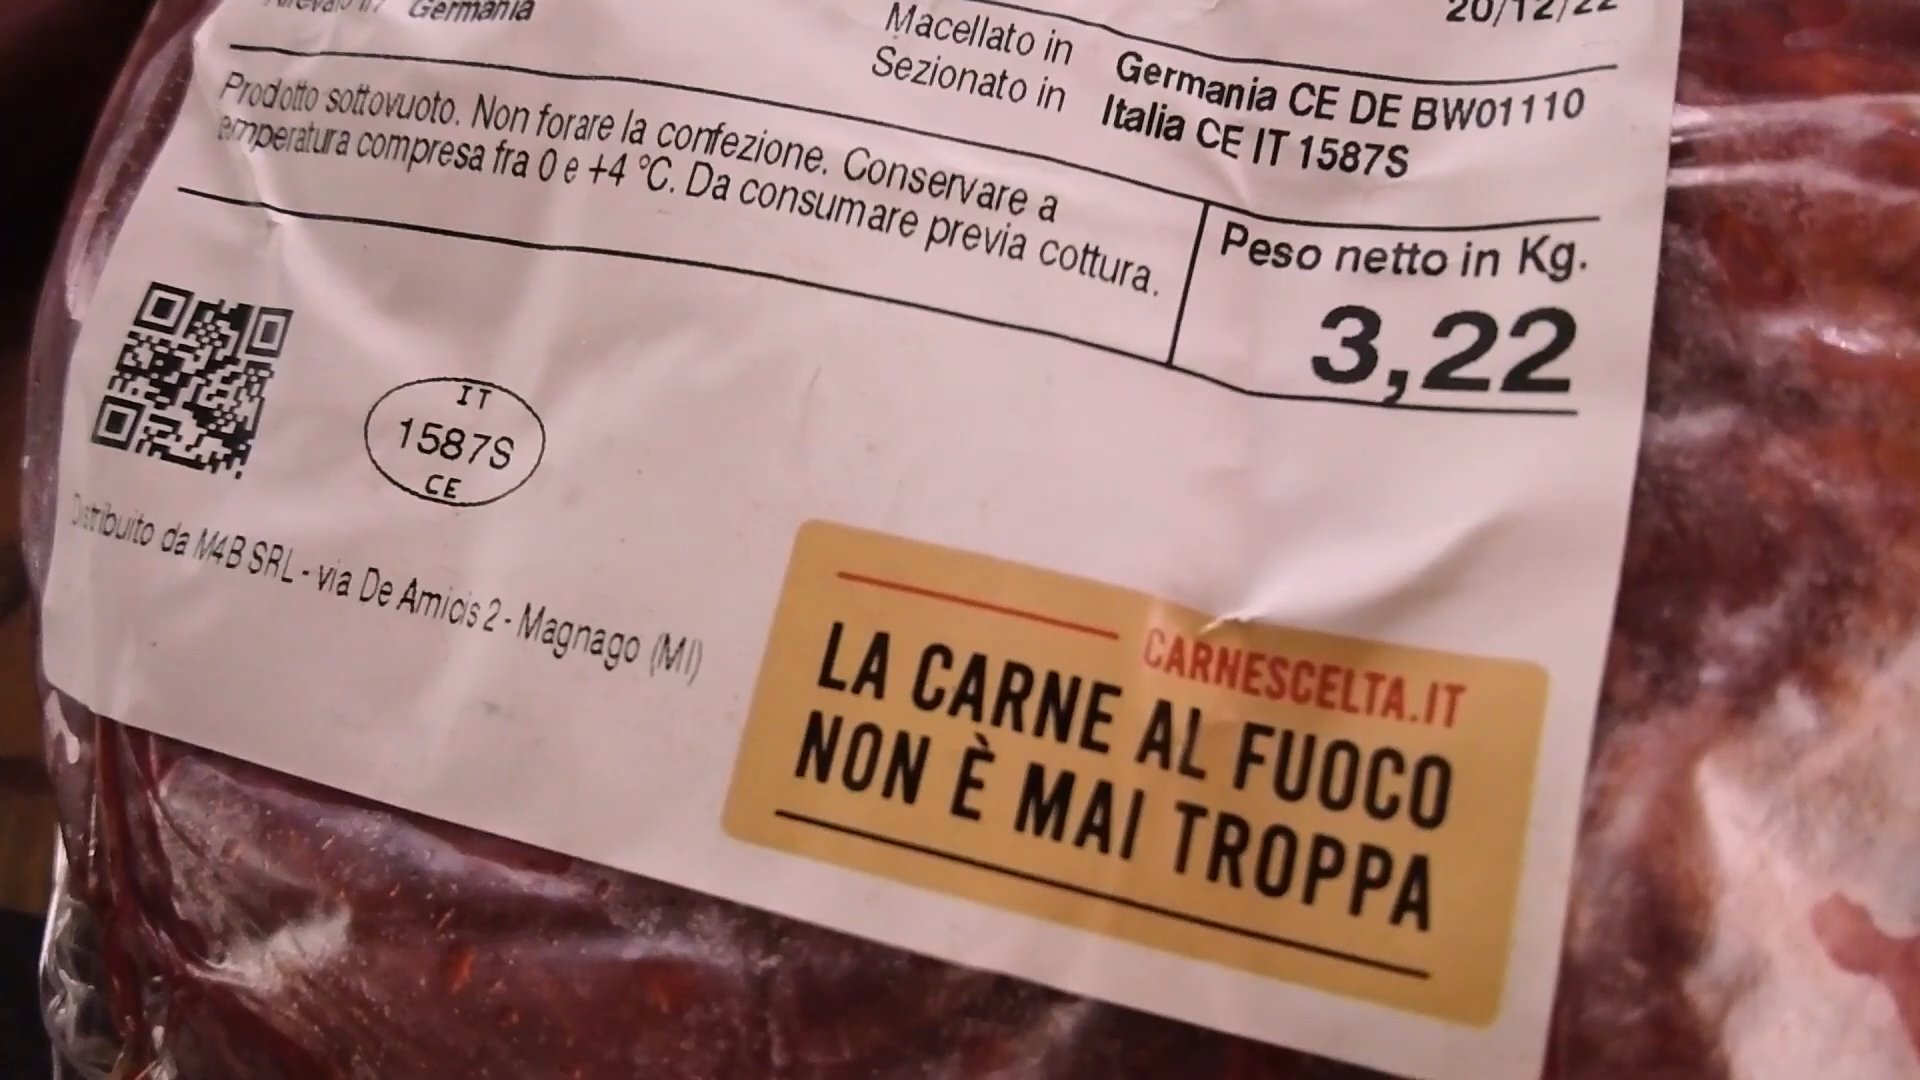 Allevato in Germania
20/12/22
Macellato in Germania CE DE BW01110
Sezionato in Italia CE IT 1587S
Prodotto sottovuoto. Non forare la confezione. Conservare a
temperatura compresa fra 0 e +4 °C. Da consumare previa cottura.
Peso netto in Kg.
3,22
IT
1587S
CE
Distribuito da M4B SRL - via De Amicis 2 - Magnago (MI)
CARNESCELTA.IT
LA CARNE AL FUOCO
NON È MAI TROPPA